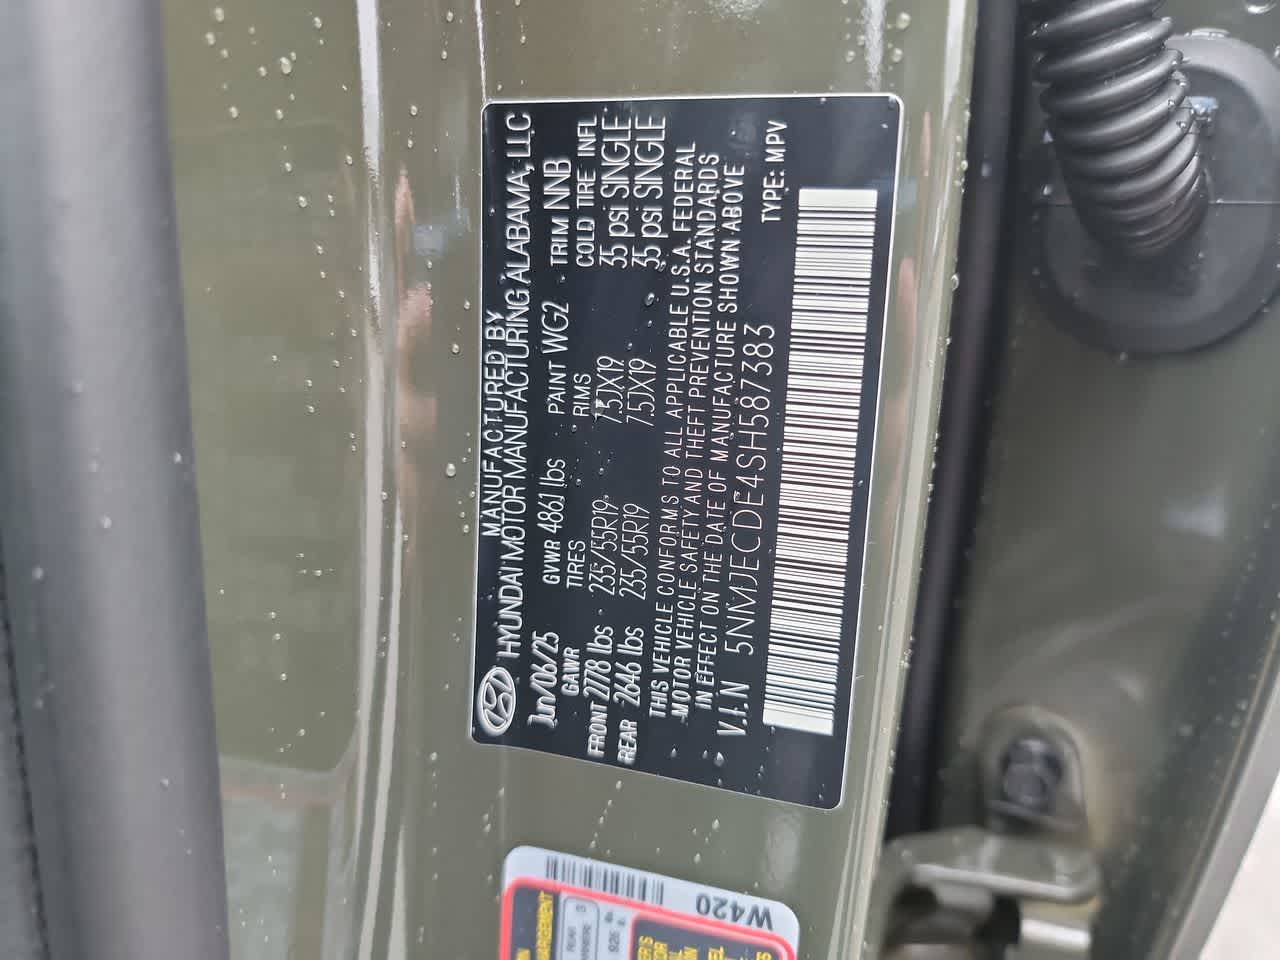 MANUFACTURED BY
HYUNDAI MOTOR MANUFACTURING ALABAMA, LLC
Jun/06/25 GVWR 4861 lbs PAINT WG2 TRIM NNB
GAWR TIRES RIMS COLD TIRE INFL
FRONT 2778 lbs 235/55R19 7.5JX19 35 psi SINGLE
REAR 2646 lbs 235/55R19 7.5JX19 35 psi SINGLE
THIS VEHICLE CONFORMS TO ALL APPLICABLE U.S.A. FEDERAL
MOTOR VEHICLE SAFETY AND THEFT PREVENTION STANDARDS
IN EFFECT ON THE DATE OF MANUFACTURE SHOWN ABOVE
V.I.N 5NMJECDE4SH587383 TYPE: MPV
W420